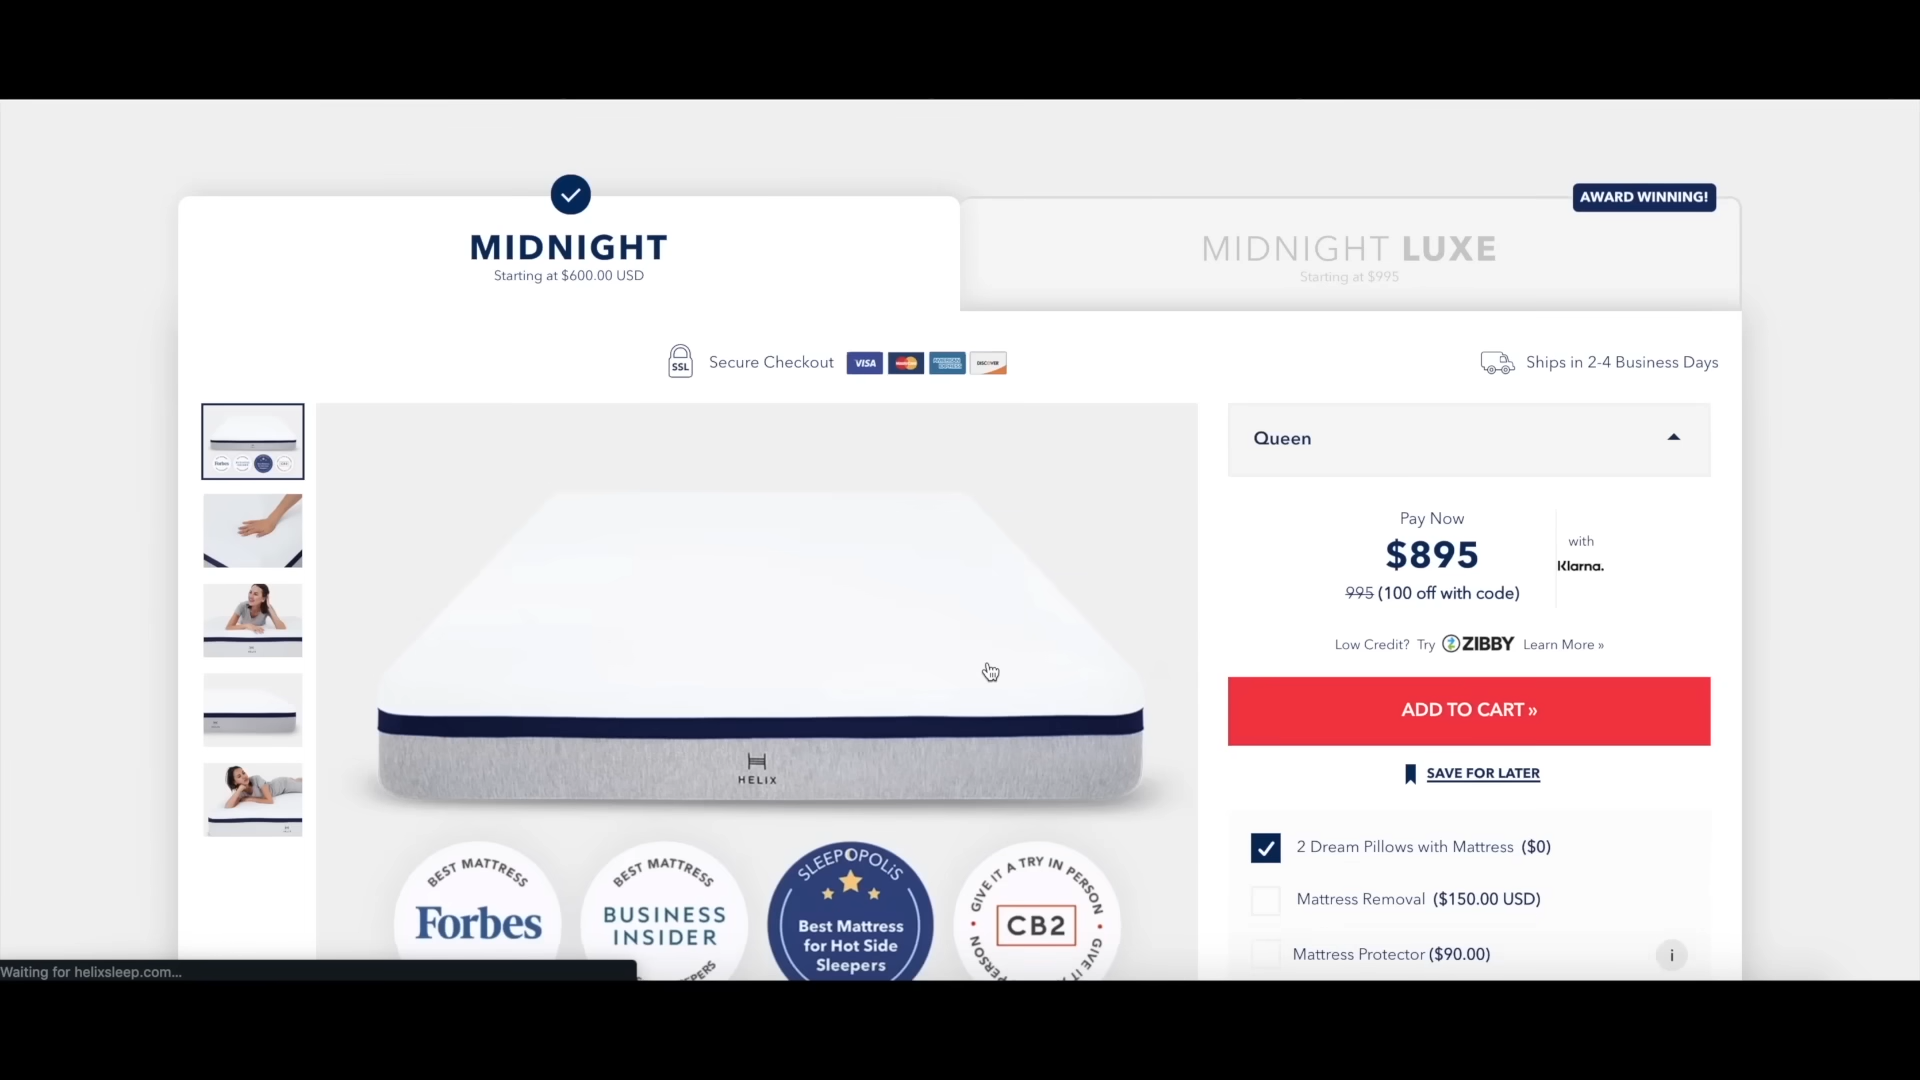 AWARD WINNING!
MIDNIGHT
Starting at $600.00 USD
MIDNIGHT LUXE
Starting at $995
SSL
Secure Checkout
VISA
DISCOVER
Ships in 2-4 Business Days
Queen
Pay Now
$895
995 (100 off with code)
with
Klarna.
Low Credit? Try ZIBBY Learn More »
ADD TO CART »
SAVE FOR LATER
HELIX
BEST MATTRESS
Forbes
BEST MATTRESS
BUSINESS
INSIDER
SLEEPOPOLiS
Best Mattress
for Hot Side
Sleepers
GIVE IT A TRY IN PERSON
CB2
2 Dream Pillows with Mattress ($0)
Mattress Removal ($150.00 USD)
Mattress Protector ($90.00)
i
Waiting for helixsleep.com...